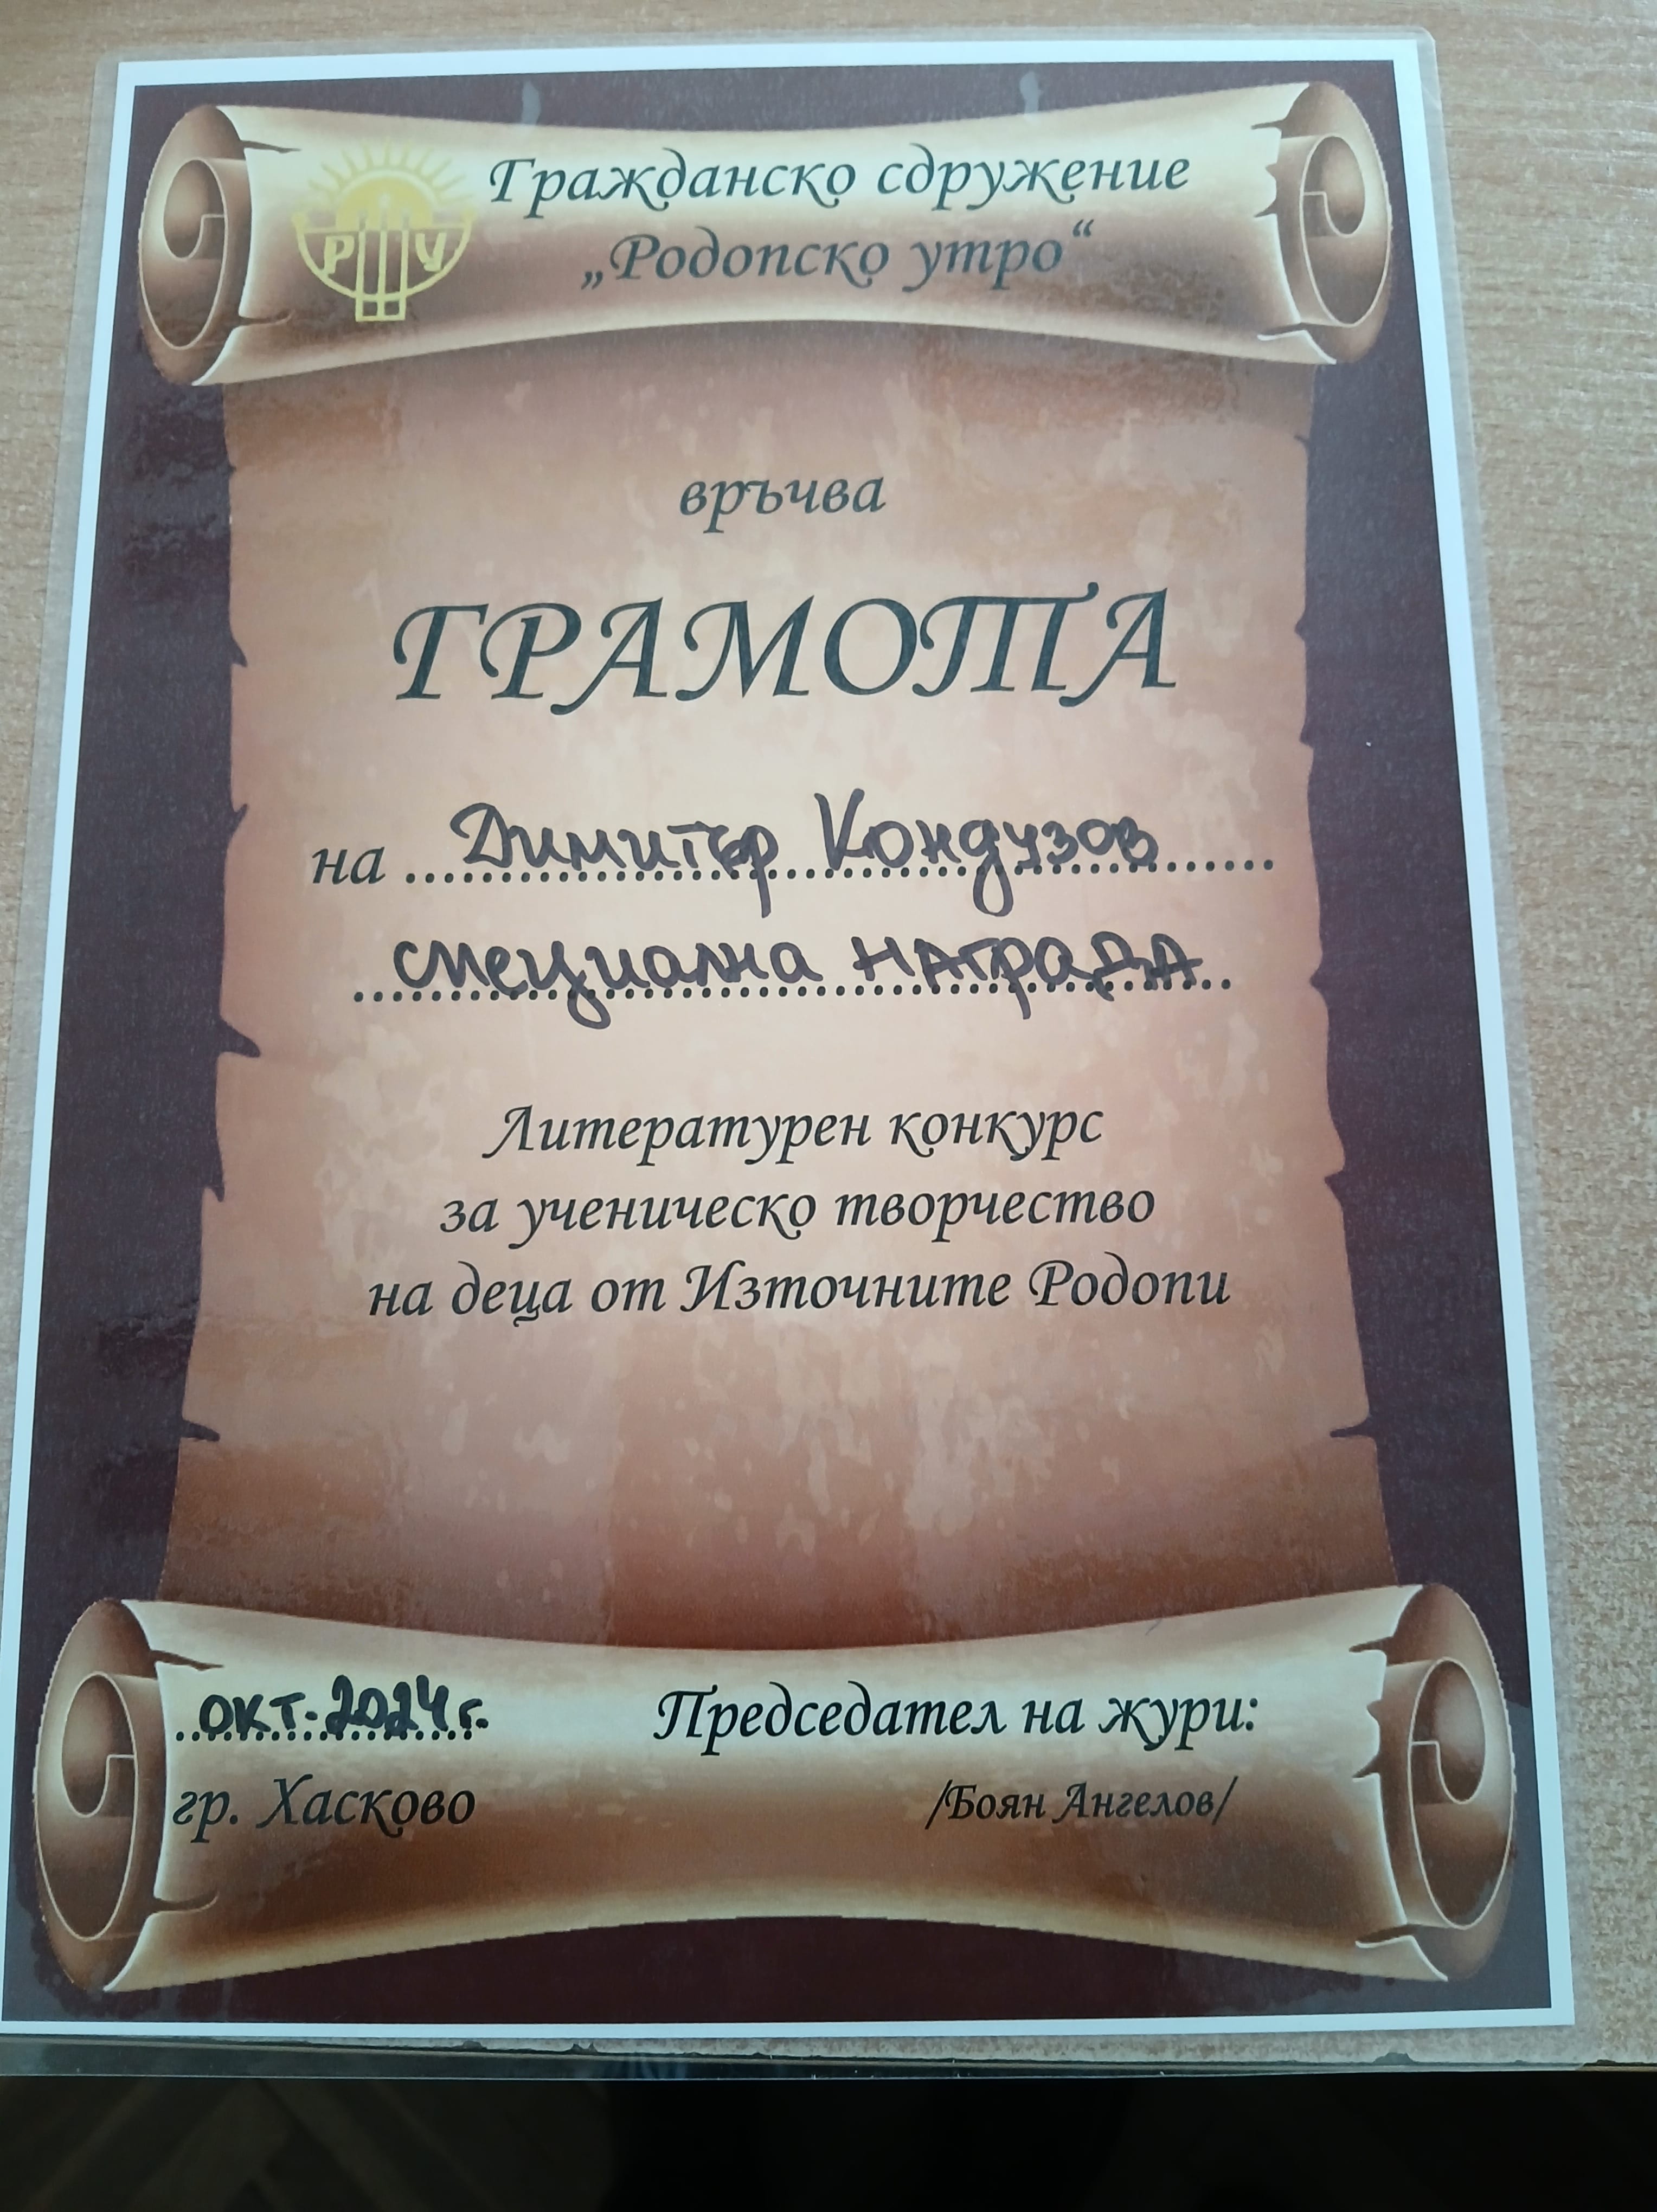 Гражданско сдружение
РТУ
„Родопско утро“
връчва
ГРАМОТА
на Димитър Кондузов
специална награда
Литературен конкурс
за ученическо творчество
на деца от Източните Родопи
окт. 2024 г.
Председател на жури:
гр. Хасково
/Боян Ангелов/